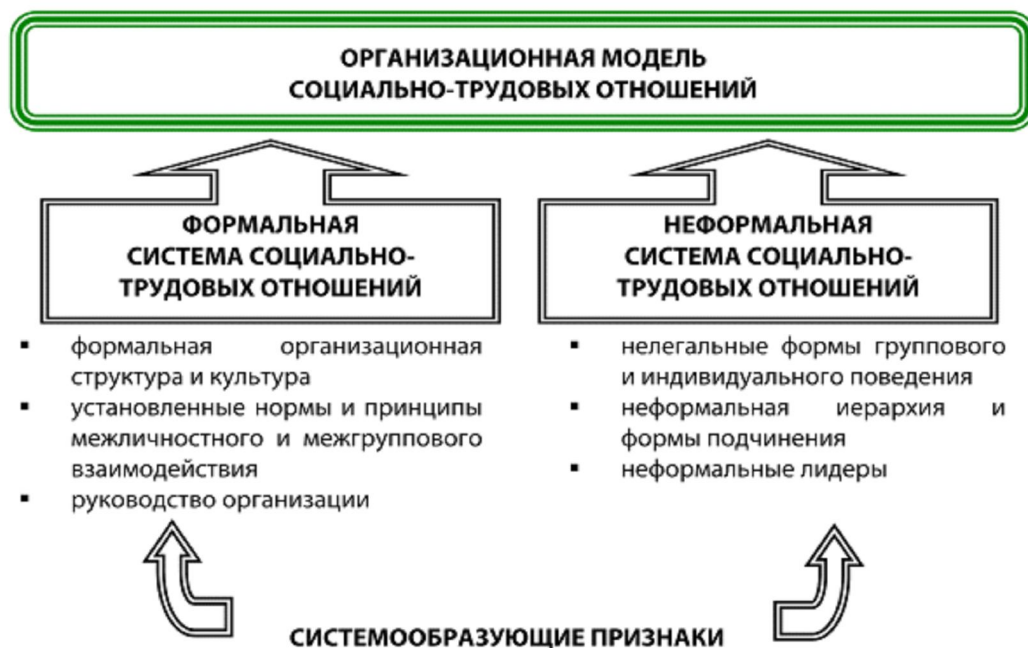 ОРГАНИЗАЦИОННАЯ МОДЕЛЬ
СОЦИАЛЬНО-ТРУДОВЫХ ОТНОШЕНИЙ
ФОРМАЛЬНАЯ
СИСТЕМА СОЦИАЛЬНО-
ТРУДОВЫХ ОТНОШЕНИЙ
▪ формальная организационная
структура и культура
▪ установленные нормы и принципы
межличностного и межгруппового
взаимодействия
▪ руководство организации
НЕФОРМАЛЬНАЯ
СИСТЕМА СОЦИАЛЬНО-
ТРУДОВЫХ ОТНОШЕНИЙ
▪ нелегальные формы группового
и индивидуального поведения
▪ неформальная иерархия и
формы подчинения
▪ неформальные лидеры
СИСТЕМООБРАЗУЮЩИЕ ПРИЗНАКИ